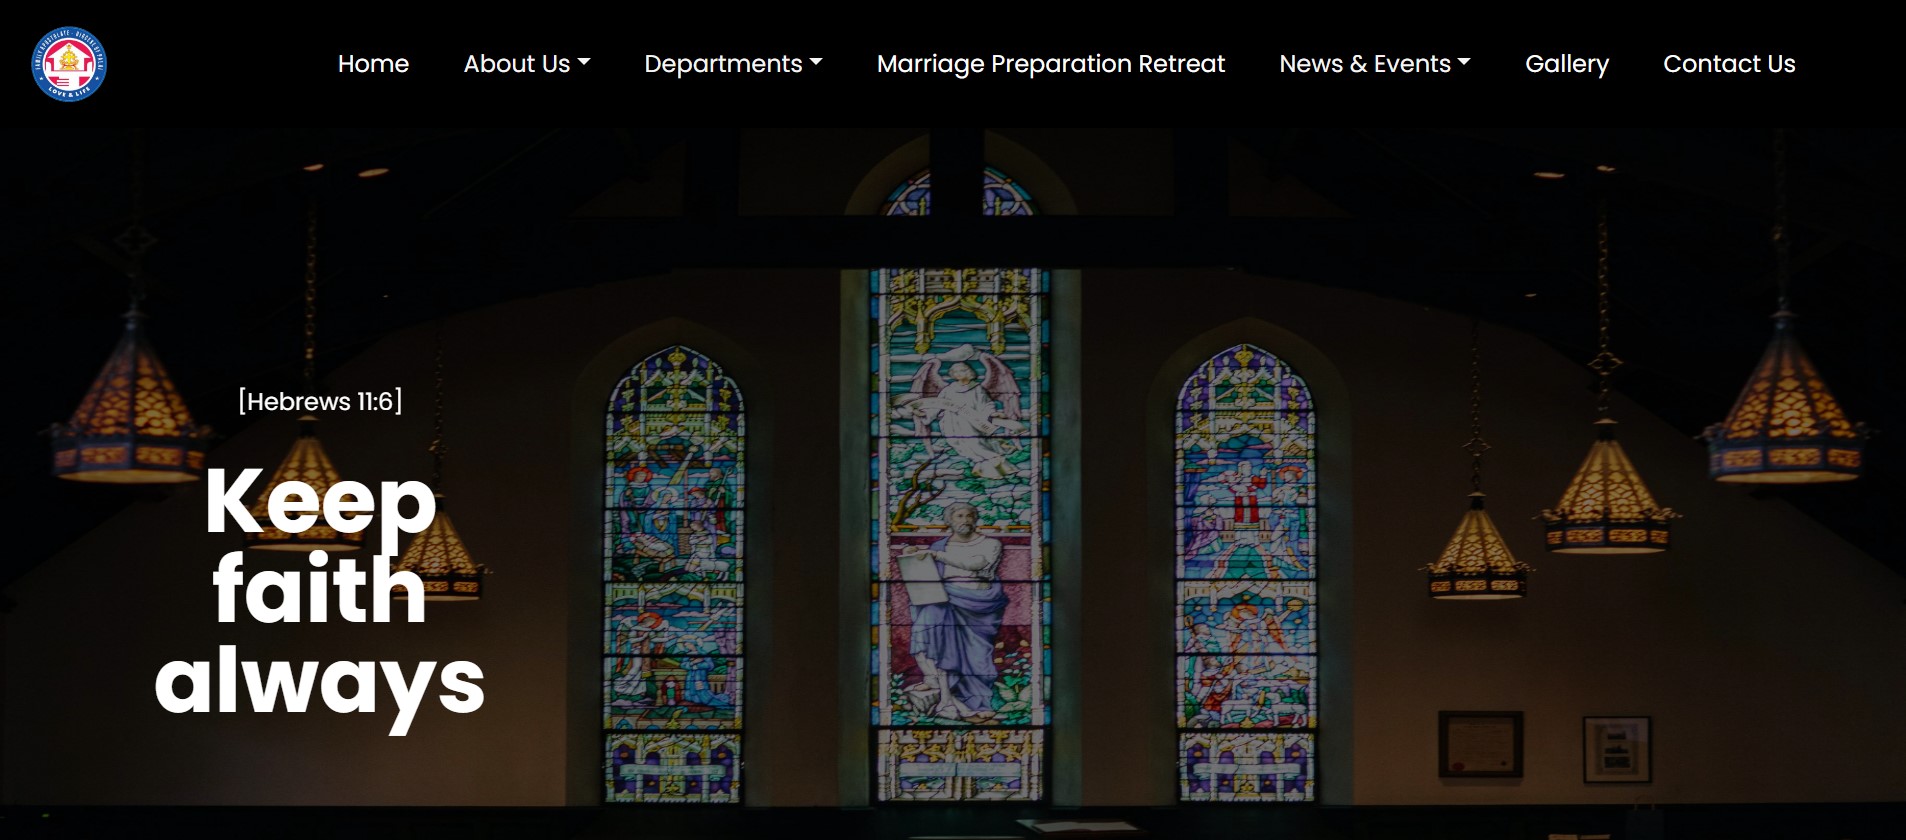 FAMILY APOSTOLATE · DIOCESE OF PALAI
LOVE & LIFE
Home
About Us
Departments
Marriage Preparation Retreat
News & Events
Gallery
Contact Us
[Hebrews 11:6]
Keep
faith
always